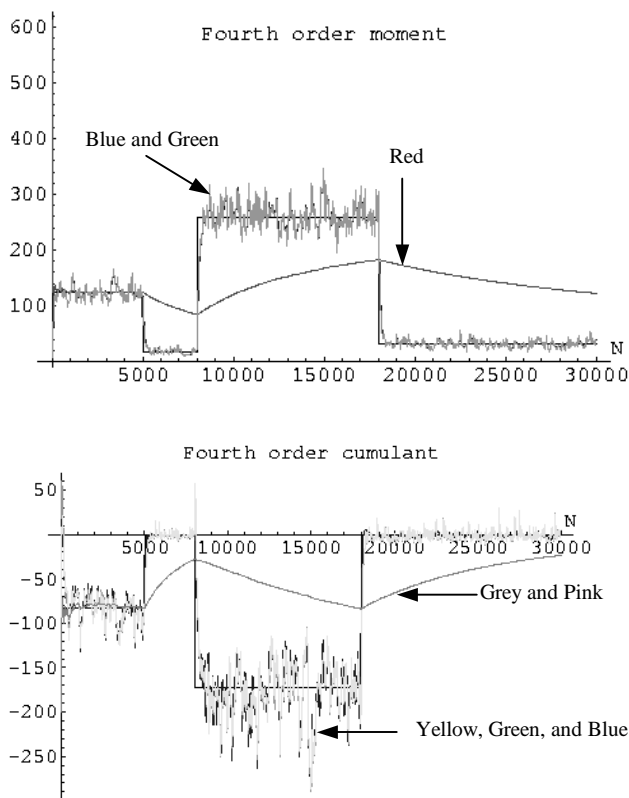 600
Fourth order moment
500
400
Blue and Green
Red
300
200
100
N
5000 10000 15000 20000 25000 30000
Fourth order cumulant
50
N
5000 10000 15000 20000 25000 30000
-50
Grey and Pink
-100
-150
-200
Yellow, Green, and Blue
-250